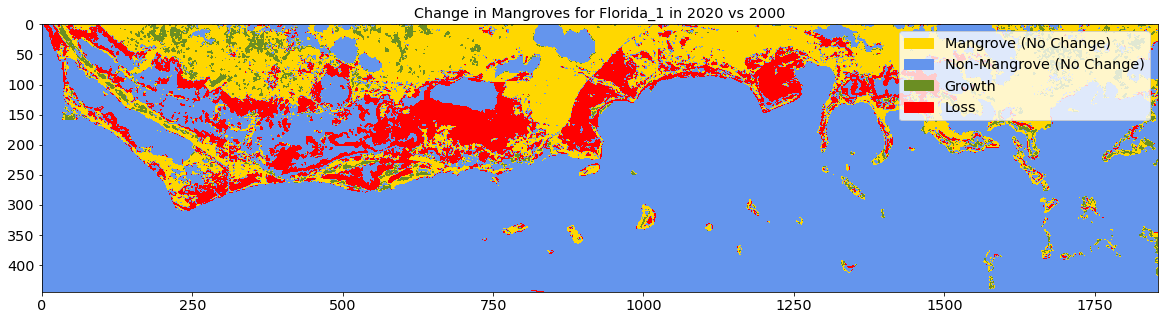 Change in Mangroves for Florida_1 in 2020 vs 2000
0
50
100
150
200
250
300
350
400
Mangrove (No Change)
Non-Mangrove (No Change)
Growth
Loss
0 250 500 750 1000 1250 1500 1750